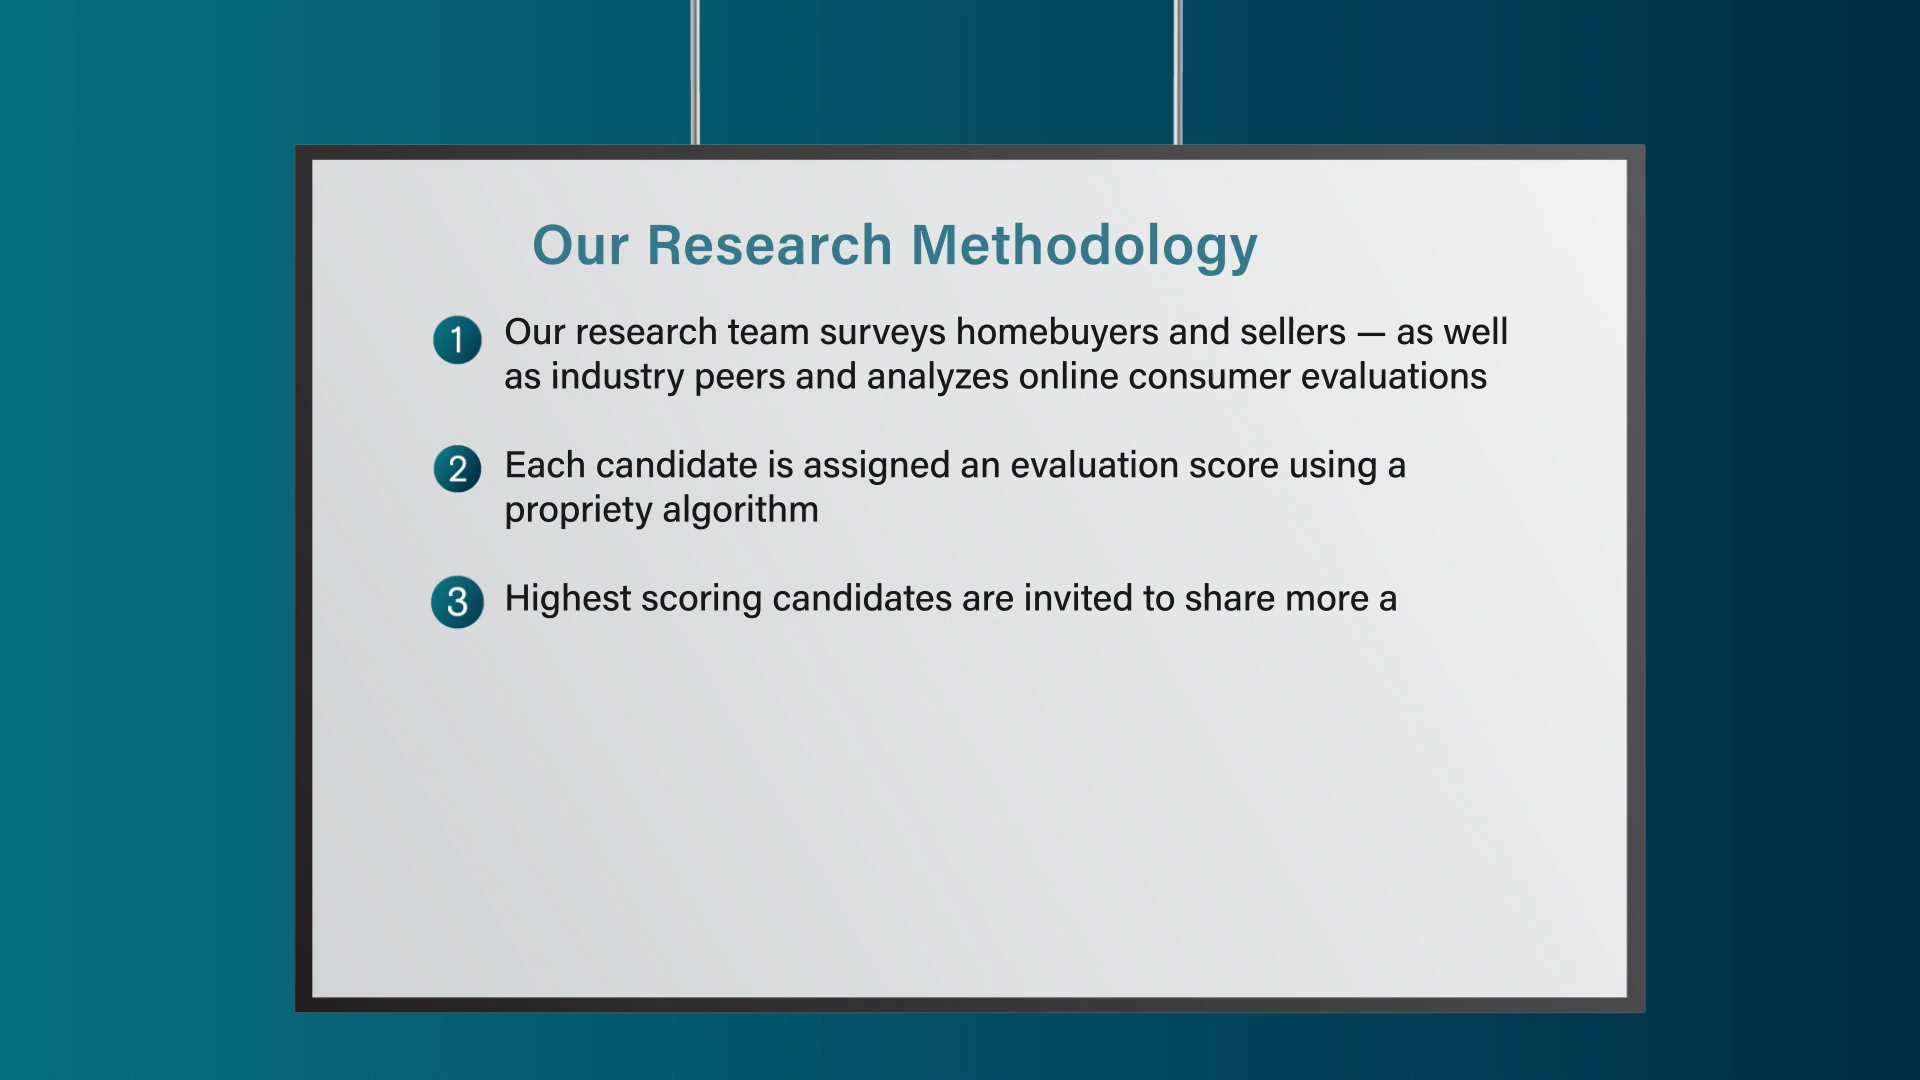 Our Research Methodology
1 Our research team surveys homebuyers and sellers — as well
as industry peers and analyzes online consumer evaluations
2 Each candidate is assigned an evaluation score using a
propriety algorithm
3 Highest scoring candidates are invited to share more a